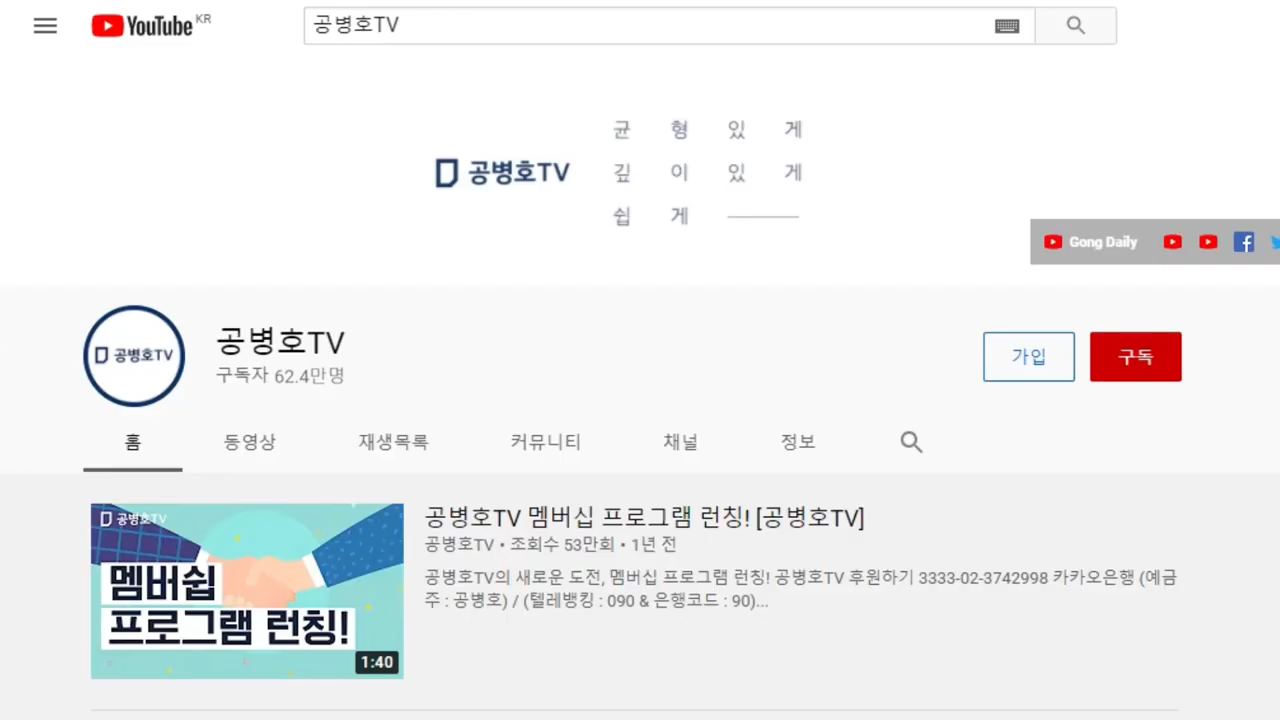 YouTube KR
공병호TV
균 형 있 게
공병호TV
깊 이 있 게
쉽 게
Gong Daily
공병호TV
공병호TV
구독자 62.4만명
가입
구독
홈
동영상
재생목록
커뮤니티
채널
정보
공병호TV
멤버쉽
프로그램 런칭!
1:40
공병호TV 멤버십 프로그램 런칭! [공병호TV]
공병호TV • 조회수 53만회 • 1년 전
공병호TV의 새로운 도전, 멤버십 프로그램 런칭! 공병호TV 후원하기 3333-02-3742998 카카오은행 (예금
주 : 공병호) / (텔레뱅킹 : 090 & 은행코드 : 90)...